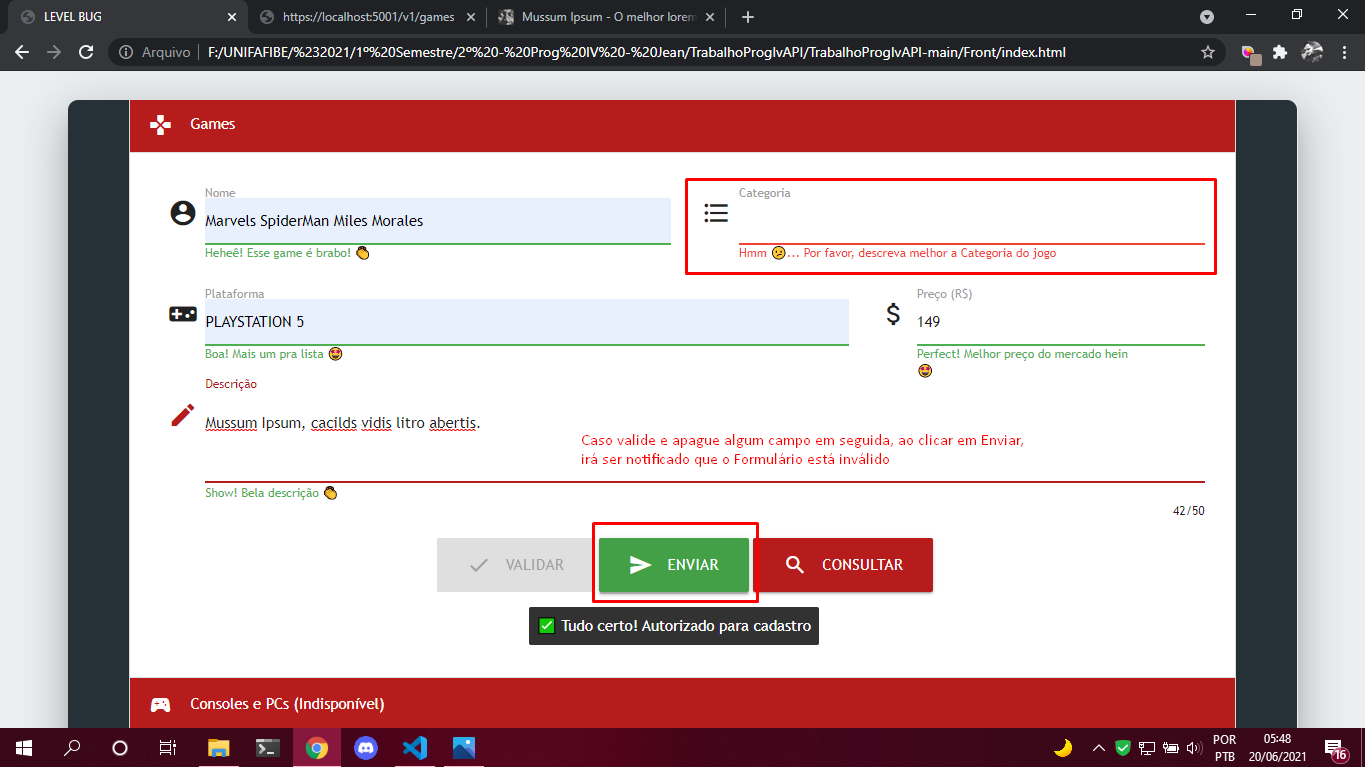 LEVEL BUG
https://localhost:5001/v1/games
Mussum Ipsum - O melhor lorem
Arquivo
F:/UNIFAFIBE/%232021/1º%20Semestre/2º%20-%20Prog%20IV%20-%20Jean/TrabalhoProgIvAPI/TrabalhoProgIvAPI-main/Front/index.html
Games
Nome
Marvels SpiderMan Miles Morales
Heheê! Esse game é brabo! 👏
Categoria
Hmm 😕... Por favor, descreva melhor a Categoria do jogo
Plataforma
PLAYSTATION 5
Boa! Mais um pra lista 🤩
Preço (R$)
149
Perfect! Melhor preço do mercado hein
🤩
Descrição
Mussum Ipsum, cacilds vidis litro abertis.
Caso valide e apague algum campo em seguida, ao clicar em Enviar,
irá ser notificado que o Formulário está inválido
Show! Bela descrição 👏
42/50
VALIDAR
ENVIAR
CONSULTAR
✅ Tudo certo! Autorizado para cadastro
Consoles e PCs (Indisponível)
POR
PTB
05:48
20/06/2021
16